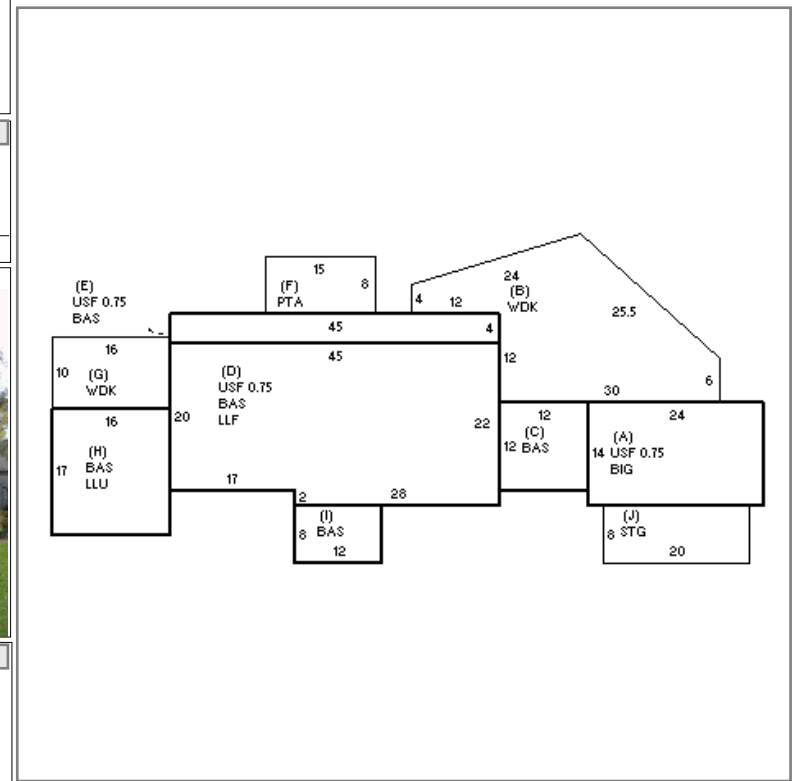 15
8
(F)
PTA
24
(B)
WDK
4
12
25.5
12
30
6
(E)
USF 0.75
BAS
45
4
45
16
10
(G)
WDK
(D)
USF 0.75
BAS
LLF
20
22
17
2
28
16
17
(H)
BAS
LLU
12
12
(C)
BAS
24
(A)
14 USF 0.75
BIG
(I)
8 BAS
12
(J)
8 STG
20